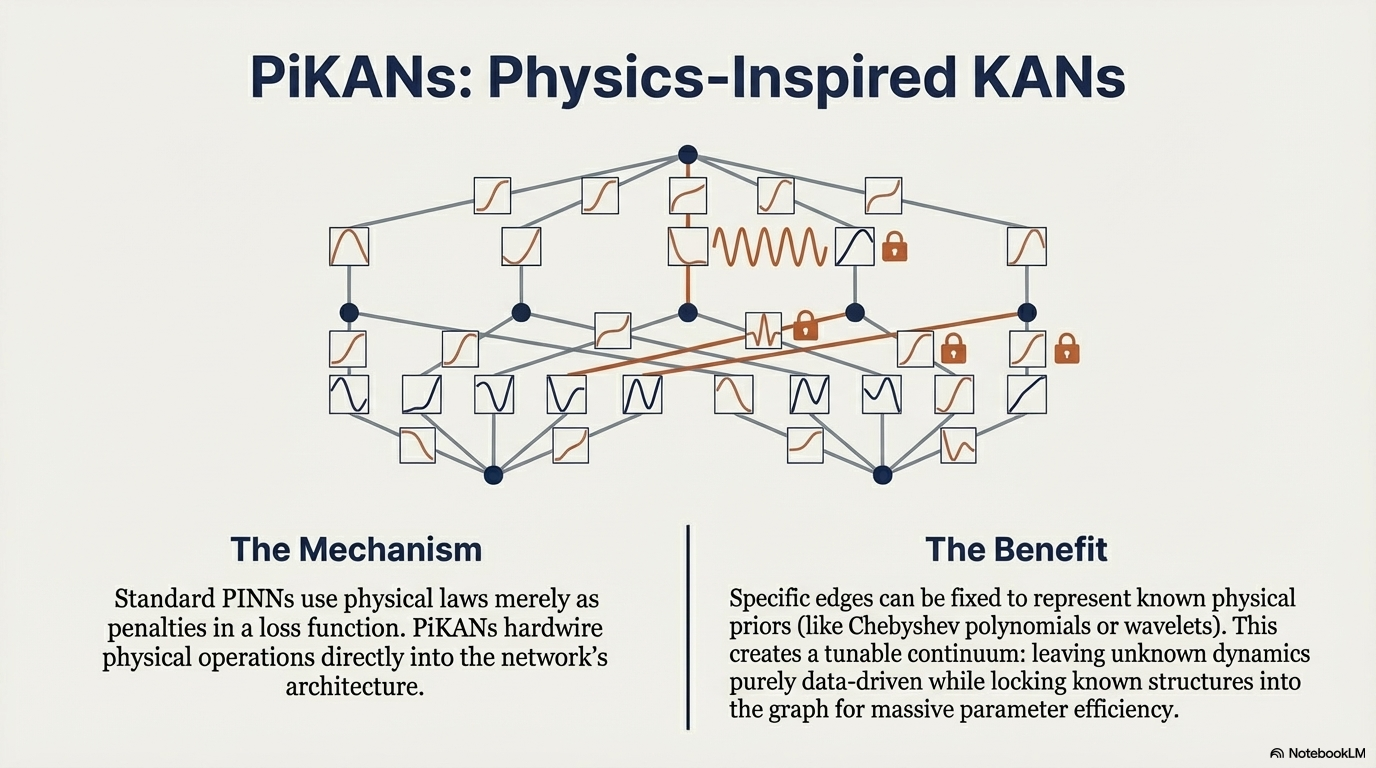 PiKANs: Physics-Inspired KANs
The Mechanism
Standard PINNs use physical laws merely as
penalties in a loss function. PiKANs hardwire
physical operations directly into the network's
architecture.
The Benefit
Specific edges can be fixed to represent known physical
priors (like Chebyshev polynomials or wavelets). This
creates a tunable continuum: leaving unknown dynamics
purely data-driven while locking known structures into
the graph for massive parameter efficiency.
NotebookLM